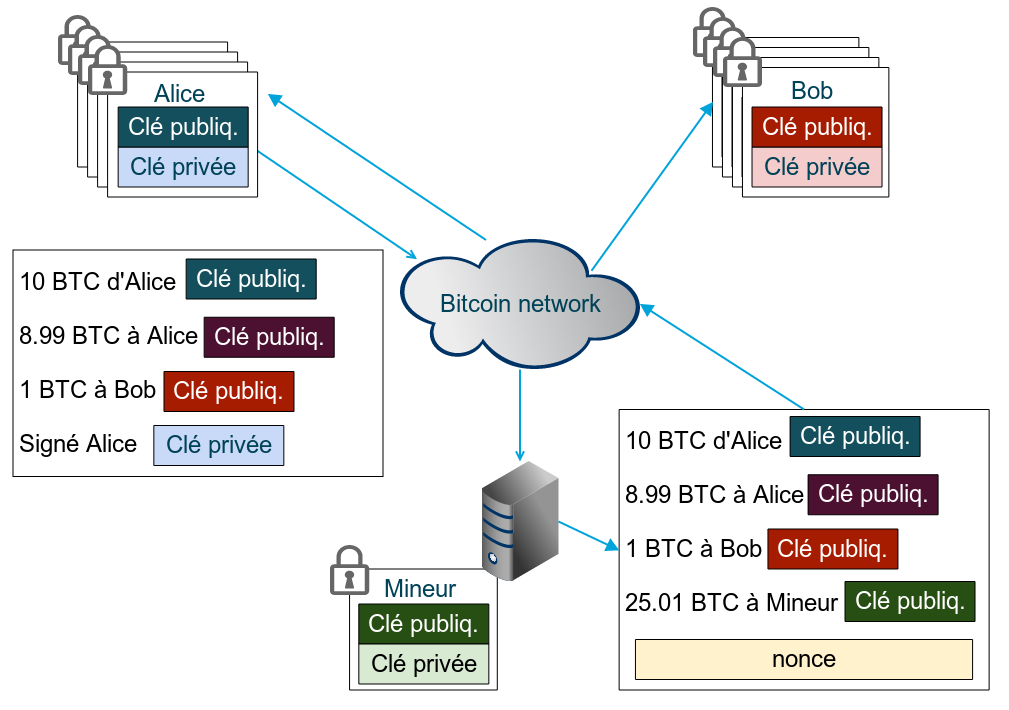 Alice
Clé publiq.
Clé privée
Bob
Clé publiq.
Clé privée
10 BTC d'Alice Clé publiq.
8.99 BTC à Alice Clé publiq.
1 BTC à Bob Clé publiq.
Signé Alice Clé privée
Bitcoin network
Mineur
Clé publiq.
Clé privée
10 BTC d'Alice Clé publiq.
8.99 BTC à Alice Clé publiq.
1 BTC à Bob Clé publiq.
25.01 BTC à Mineur Clé publiq.
nonce